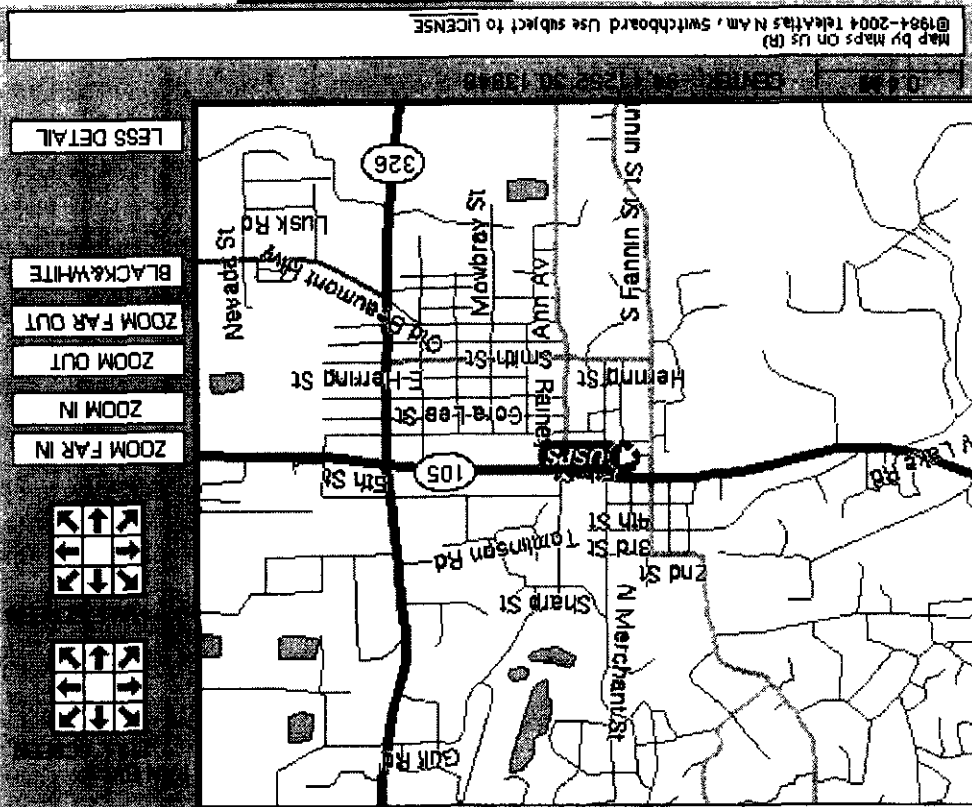 N Merchant St
Sharp St
2nd St
Tomlinson Rd
3rd St
4th St
5th St
105
USPS
ZOOM FAR IN
ZOOM IN
Rainey
Cora Lee St
Herring St
E Herring St
ZOOM OUT
Smith St
Old Beaumont Hwy
ZOOM FAR OUT
S Fannin St
Ann Av
Mowbray St
Nevada St
BLACK&WHITE
Lusk Rd
326
LESS DETAIL
Map by Maps On Us (R)
©1984-2004 TeleAtlas N Am, Switchboard Use subject to LICENSE